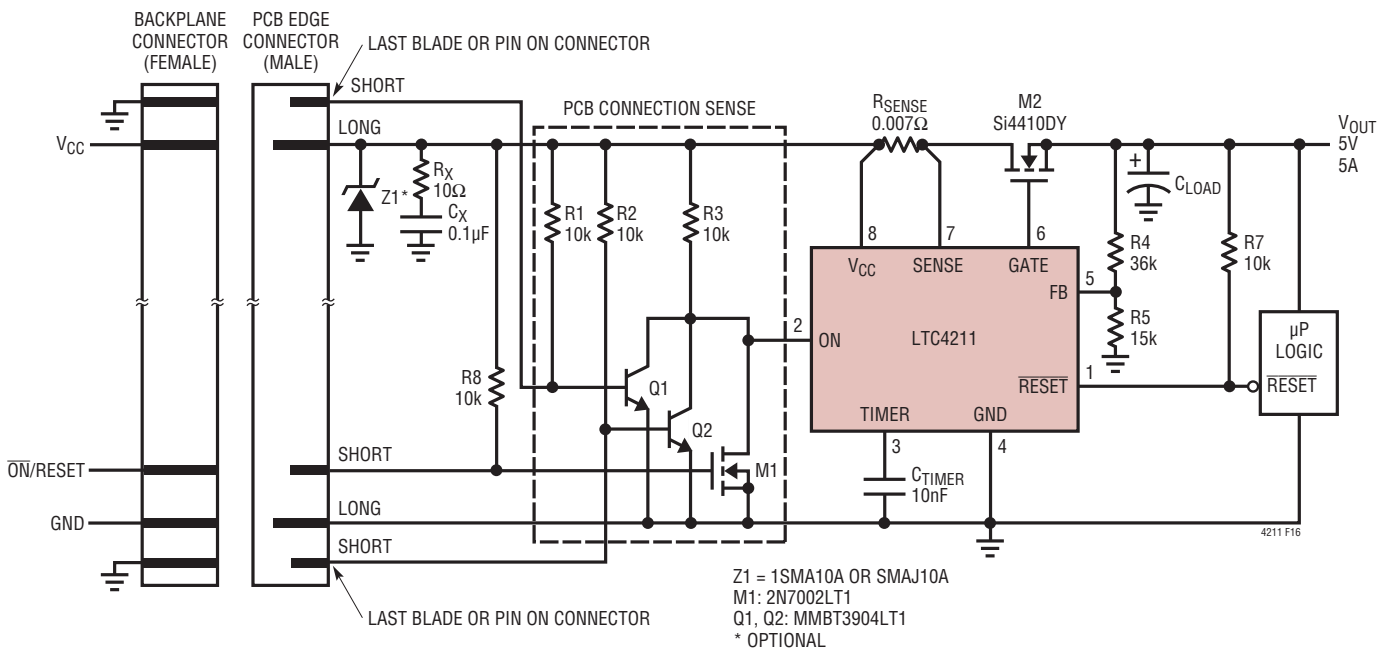 BACKPLANE
CONNECTOR
(FEMALE)
PCB EDGE
CONNECTOR
(MALE)
LAST BLADE OR PIN ON CONNECTOR
SHORT
LONG
VCC
Z1*
RX
10Ω
CX
0.1µF
PCB CONNECTION SENSE
R1
10k
R2
10k
R3
10k
RSENSE
0.007Ω
M2
Si4410DY
VOUT
5V
5A
CLOAD
+
8
7
6
VCC
SENSE
GATE
R4
36k
R7
10k
FB
5
R5
15k
2
ON
LTC4211
µP
LOGIC
RESET
RESET
1
R8
10k
Q1
Q2
M1
TIMER
GND
3
4
CTIMER
10nF
SHORT
ON/RESET
LONG
GND
SHORT
4211 F16
LAST BLADE OR PIN ON CONNECTOR
Z1 = 1SMA10A OR SMAJ10A
M1: 2N7002LT1
Q1, Q2: MMBT3904LT1
* OPTIONAL